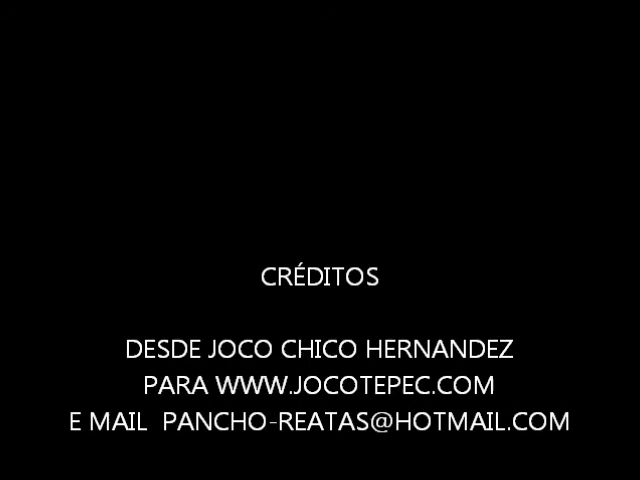 CRÉDITOS
DESDE JOCO CHICO HERNANDEZ
PARA WWW.JOCOTEPEC.COM
E MAIL  PANCHO-REATAS@HOTMAIL.COM